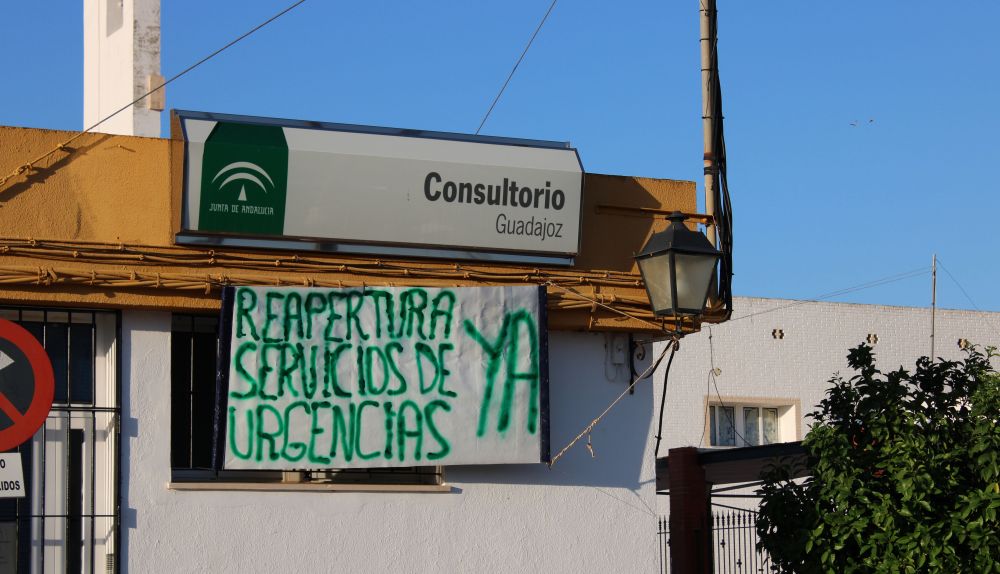 JUNTA DE ANDALUCIA
Consultorio
Guadajoz
REAPERTURA
SERVICIOS DE
URGENCIAS
YA